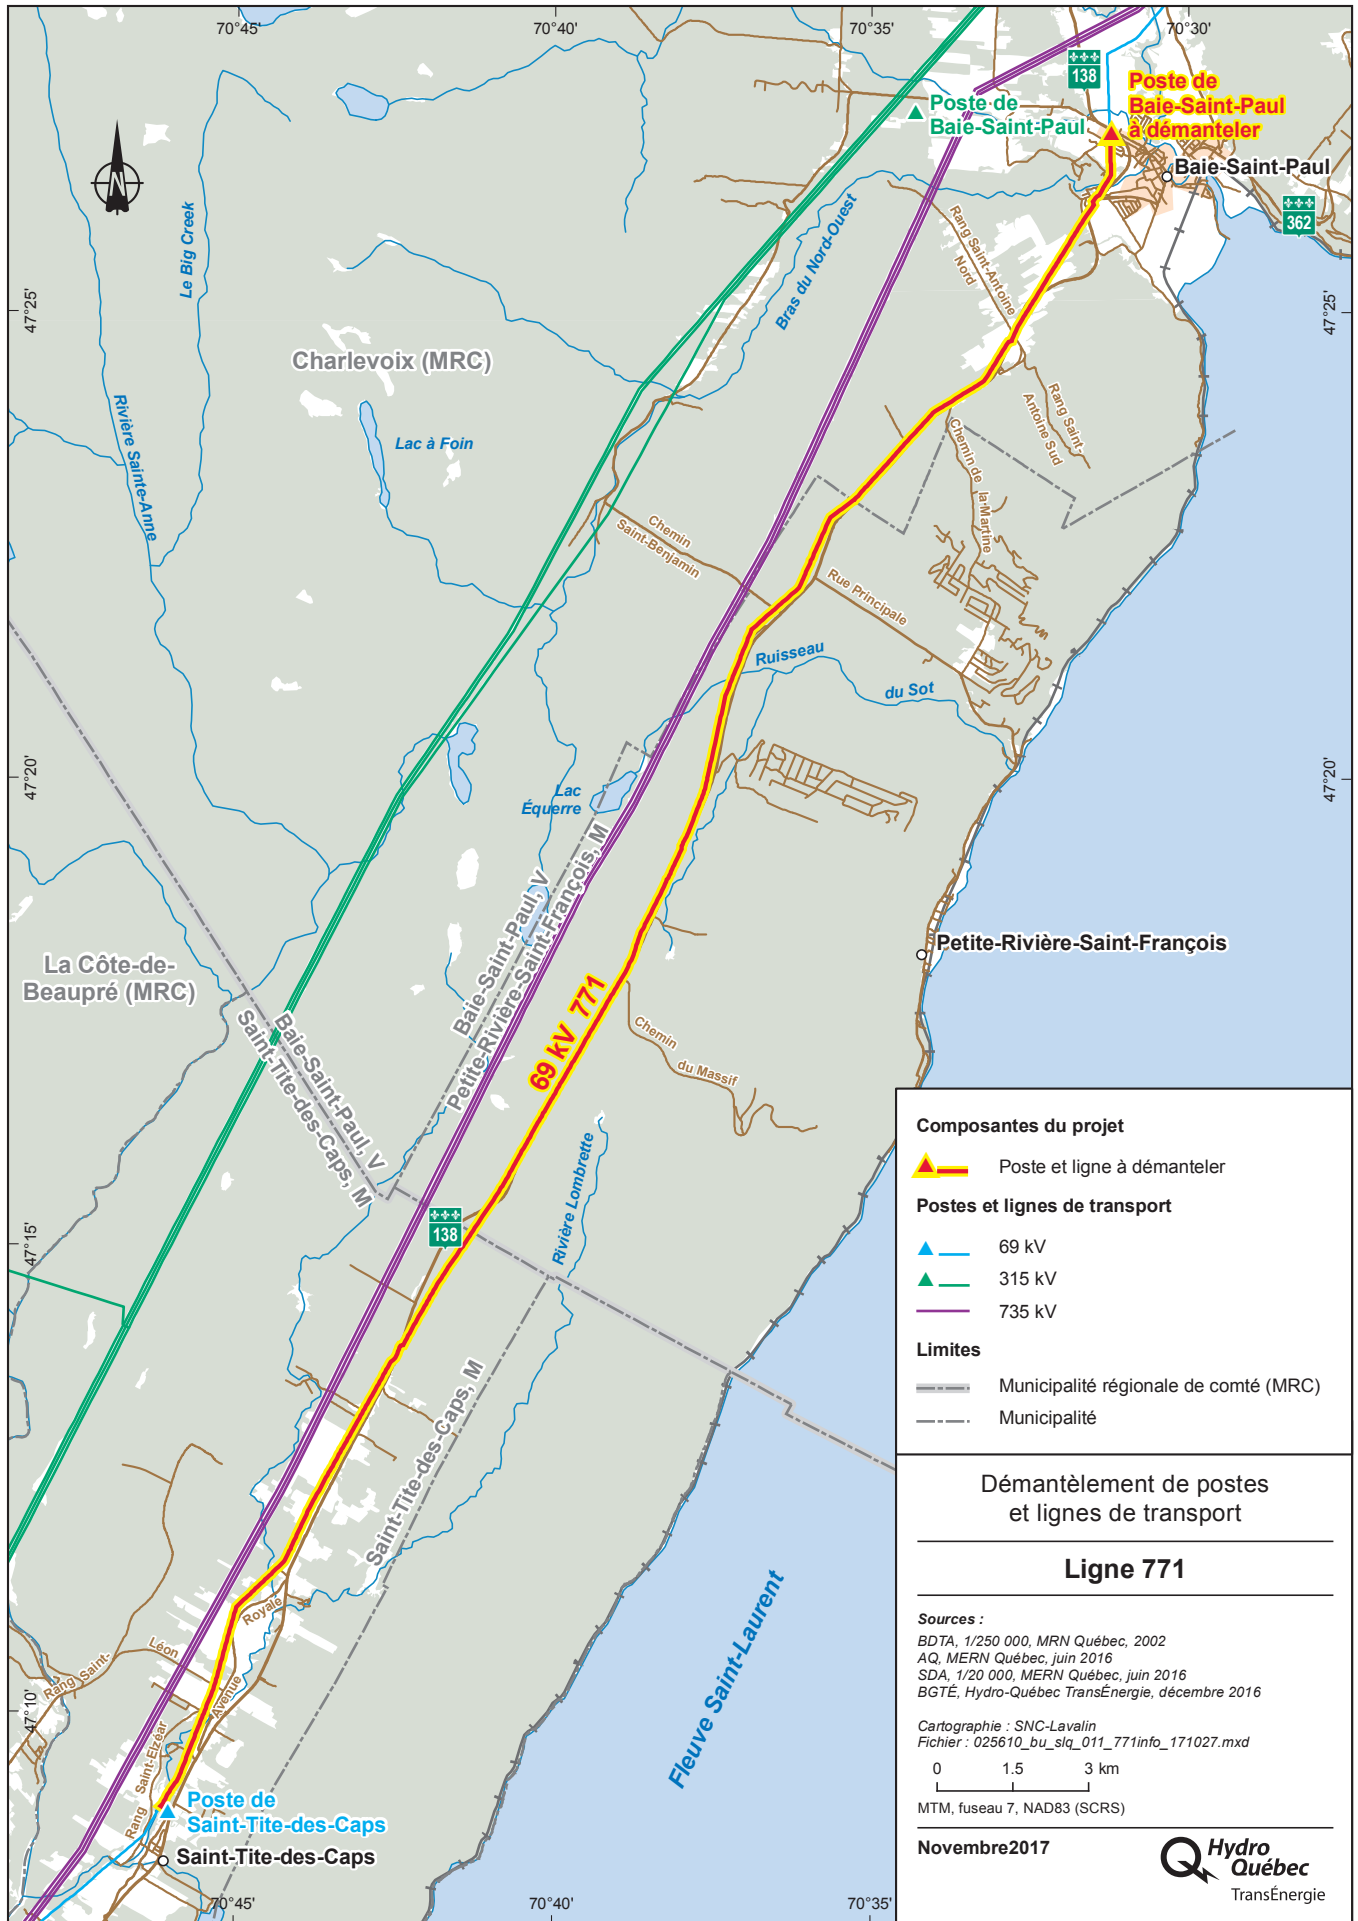 70°45'
70°40'
70°35'
70°30'
138
Poste de
Baie-Saint-Paul
à démanteler
Poste de
Baie-Saint-Paul
Baie-Saint-Paul
362
N
Le Big Creek
Bras du Nord-Ouest
Rang Saint-Antoine
Nord
47°25'
47°25'
Charlevoix (MRC)
Rivière Sainte-Anne
Lac à Foin
Rang Saint-
Antoine Sud
Chemin de la Martine
Chemin
Saint-Benjamin
Rue Principale
Ruisseau
du Sot
47°20'
47°20'
Lac
Équerre
Baie-Saint-Paul, V
Petite-Rivière-Saint-François, M
Petite-Rivière-Saint-François
La Côte-de-
Beaupré (MRC)
Baie-Saint-Paul, V
Saint-Tite-des-Caps, M
69 kV 771
Chemin
du Massif
Rivière Lombrette
138
47°15'
Saint-Tite-des-Caps, M
Royale
Avenue
Rang Saint-
Léon
Rang Saint-Elzéar
47°10'
Fleuve Saint-Laurent
Poste de
Saint-Tite-des-Caps
Saint-Tite-des-Caps
70°45'
70°40'
70°35'
Composantes du projet
Poste et ligne à démanteler
Postes et lignes de transport
69 kV
315 kV
735 kV
Limites
Municipalité régionale de comté (MRC)
Municipalité
Démantèlement de postes
et lignes de transport
Ligne 771
Sources :
BDTA, 1/250 000, MRN Québec, 2002
AQ, MERN Québec, juin 2016
SDA, 1/20 000, MERN Québec, juin 2016
BGTÉ, Hydro-Québec TransÉnergie, décembre 2016
Cartographie : SNC-Lavalin
Fichier : 025610_bu_slq_011_771info_171027.mxd
0 1.5 3 km
MTM, fuseau 7, NAD83 (SCRS)
Novembre2017
Hydro
Québec
TransÉnergie